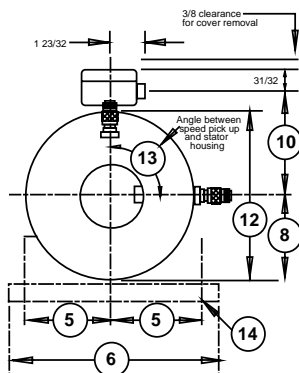 3/8 clearance
for cover removal
1 23/32
31/32
Angle between
speed pick up
and stator
housing
13
10
12
8
5
5
14
6